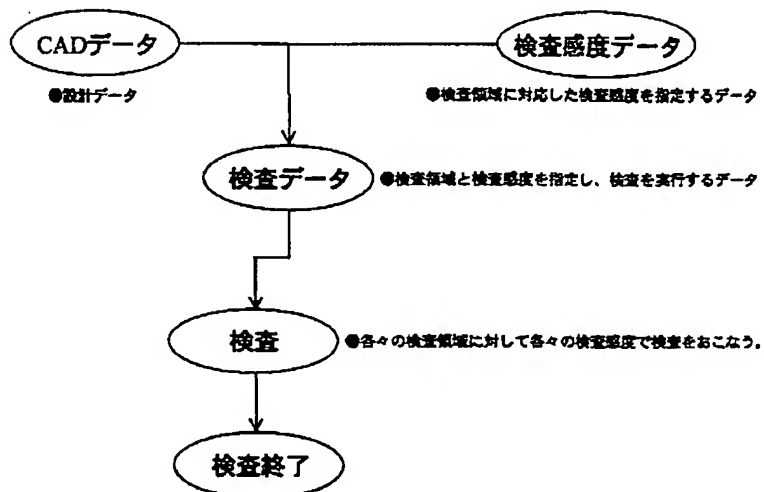 CADデータ
検査感度データ
●設計データ
●検査領域に対応した検査感度を指定するデータ
検査データ
●検査領域と検査感度を指定し、検査を実行するデータ
検査
●各々の検査領域に対して各々の検査感度で検査をおこなう。
検査終了